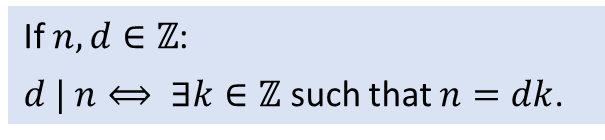 If n, d ∈ ℤ:
d | n ⟺ ∃k ∈ ℤ such that n = dk.